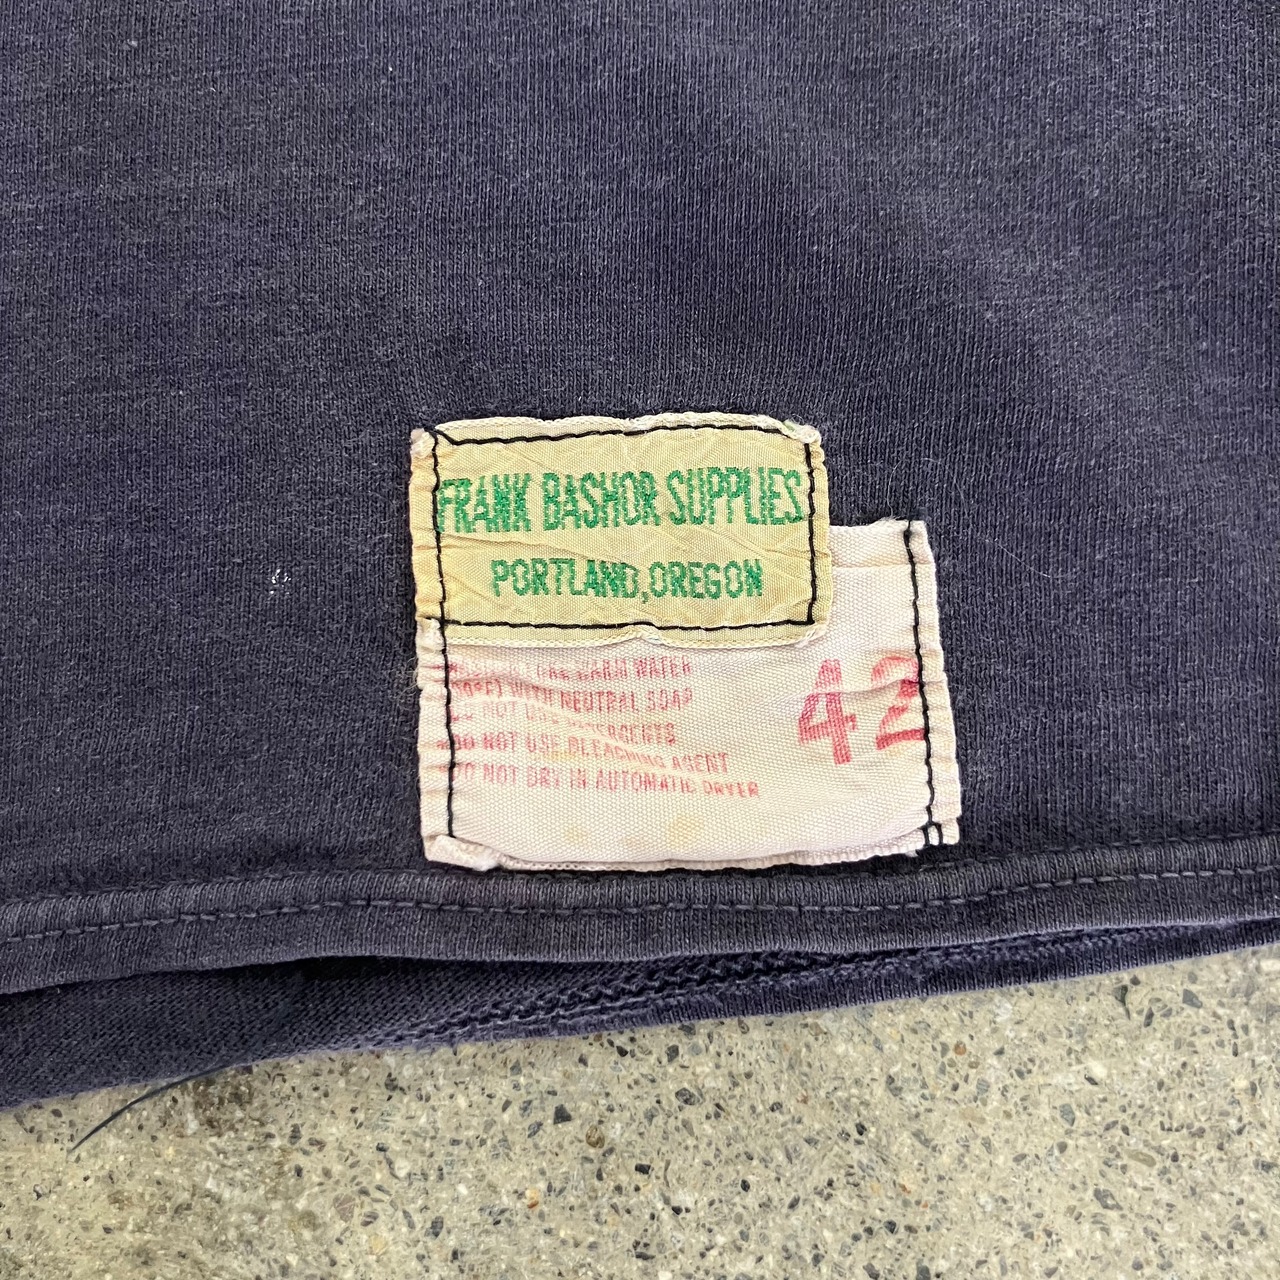 FRANK BASHOR SUPPLIES
PORTLAND, OREGON
WARM WATER
WITH NEUTRAL SOAP
NOT USE DETERGENTS
DO NOT USE BLEACHING AGENT
DO NOT DRY IN AUTOMATIC DRYER
42